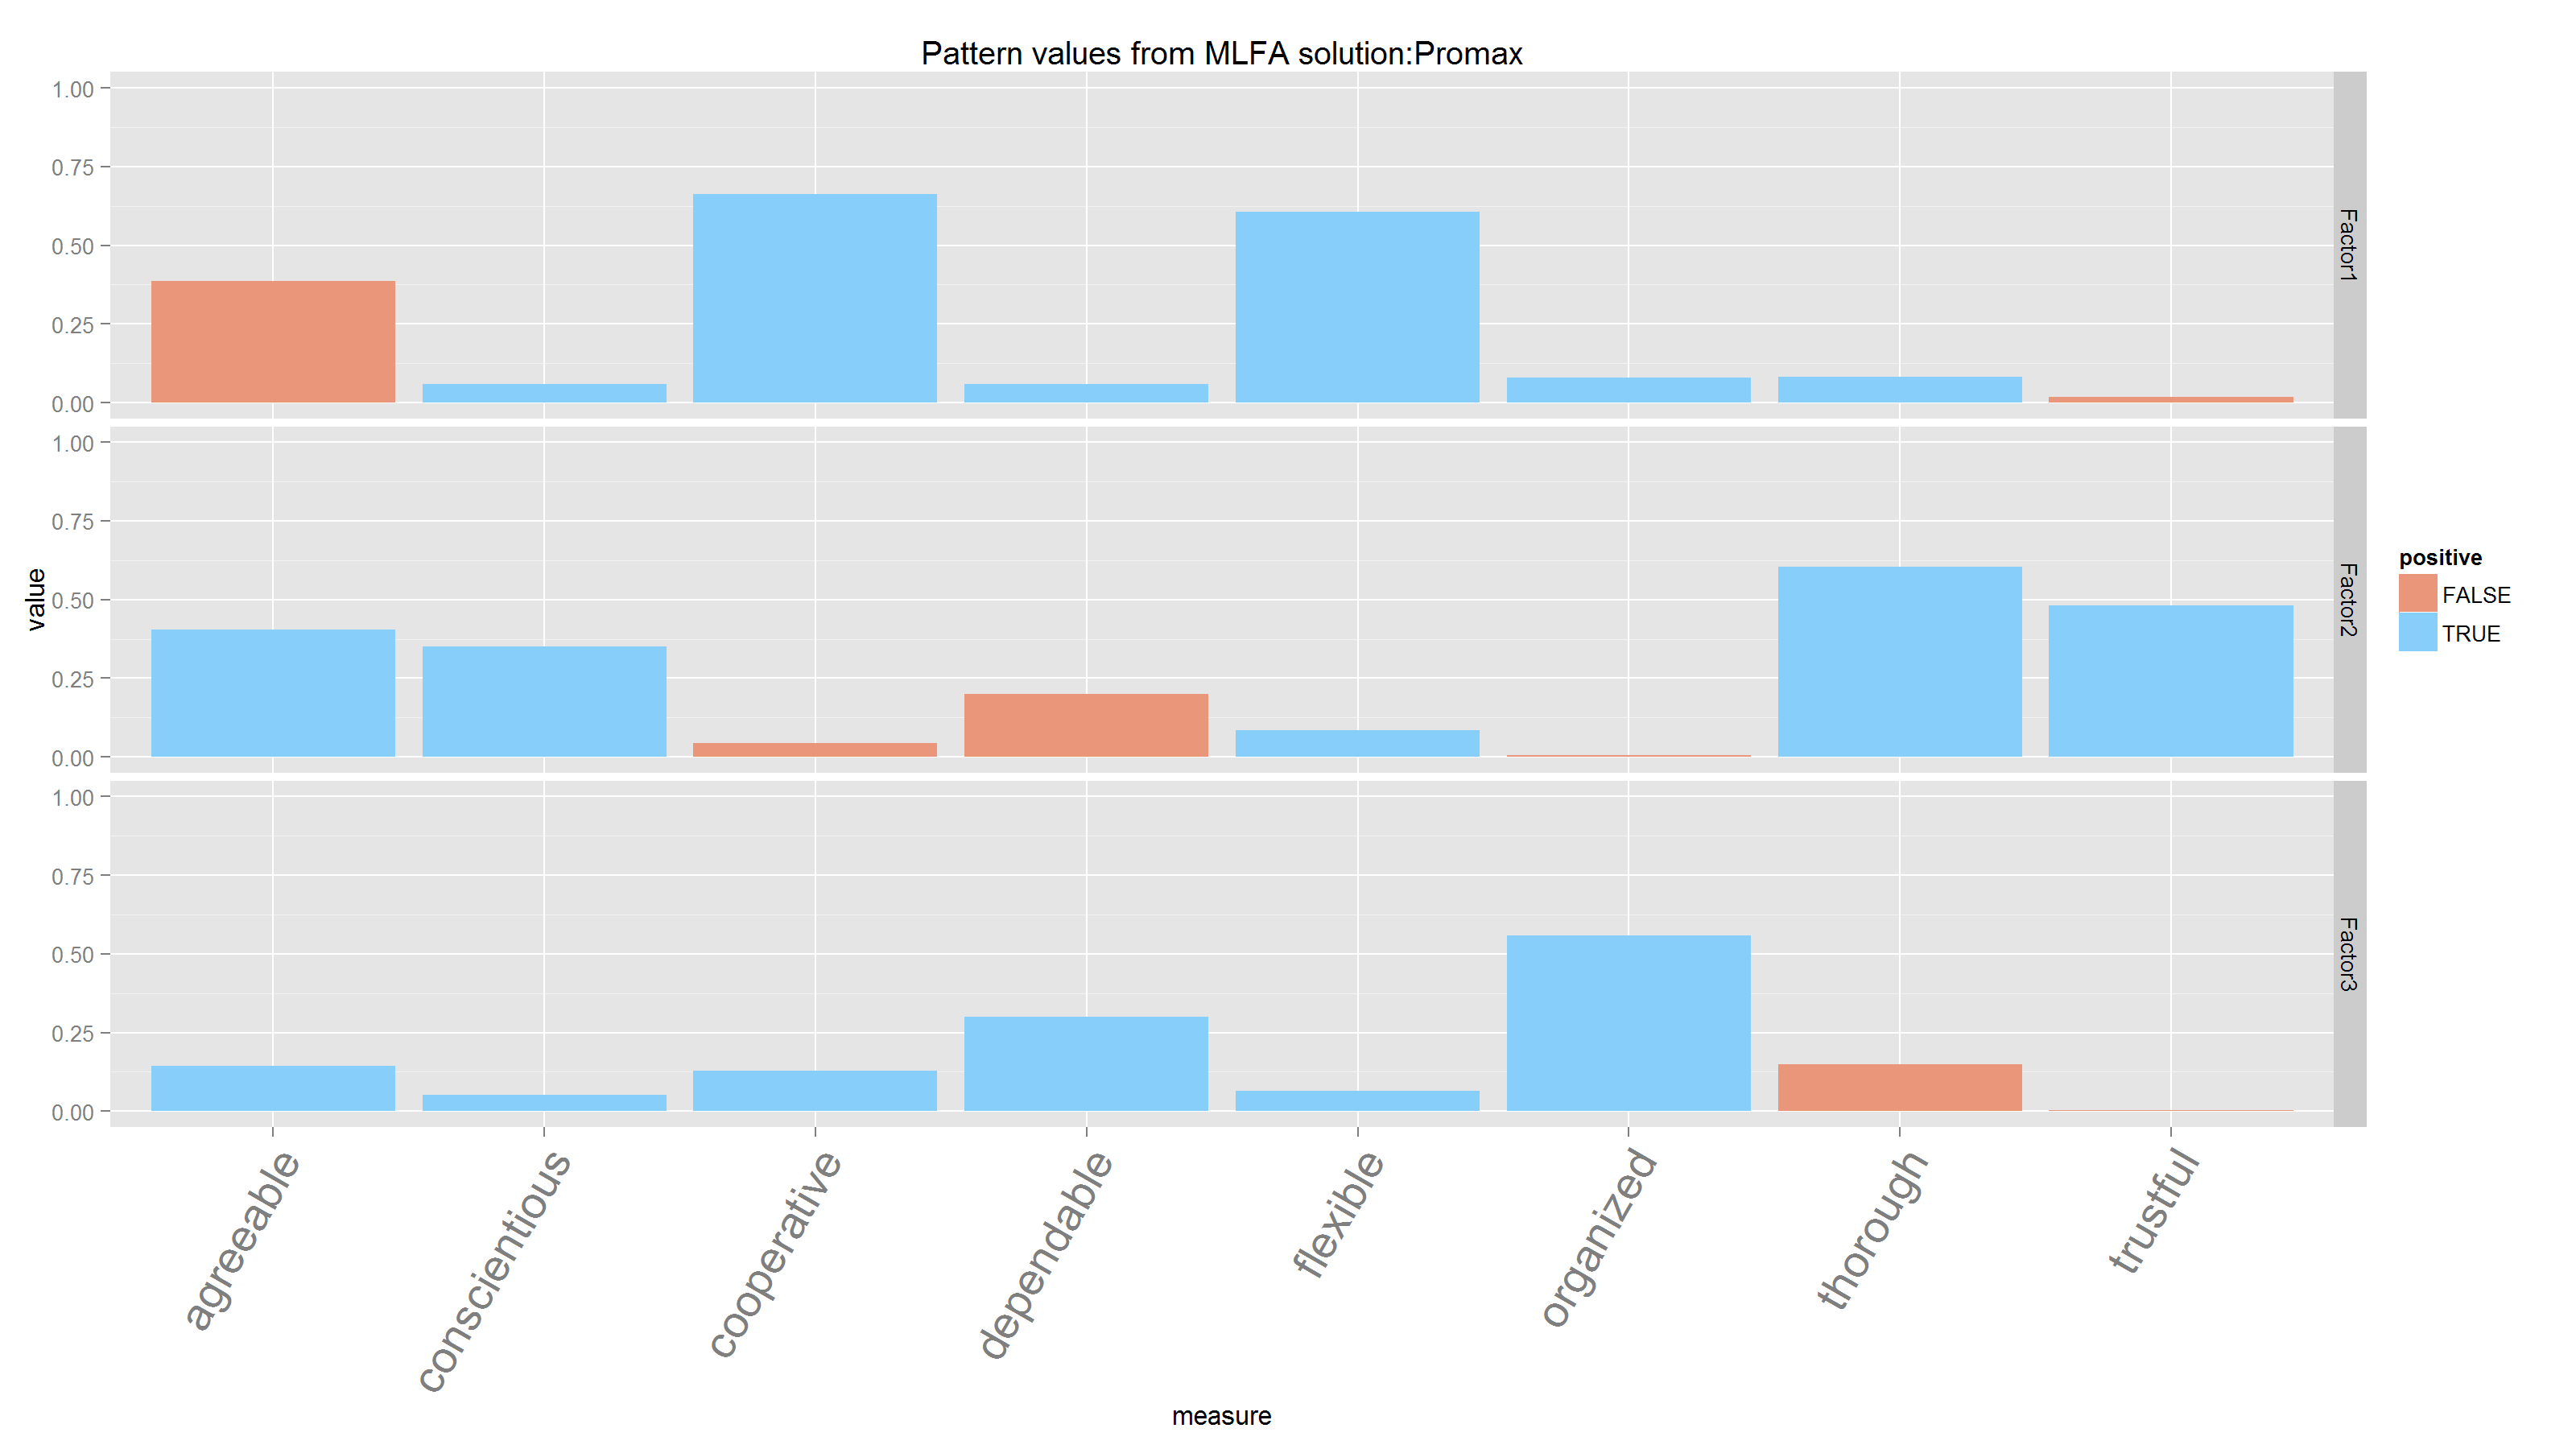 Pattern values from MLFA solution:Promax
value
1.00
0.75
0.50
0.25
0.00
Factor1
1.00
0.75
0.50
0.25
0.00
Factor2
1.00
0.75
0.50
0.25
0.00
Factor3
agreeable
conscientious
cooperative
dependable
flexible
organized
thorough
trustful
measure
positive
FALSE
TRUE